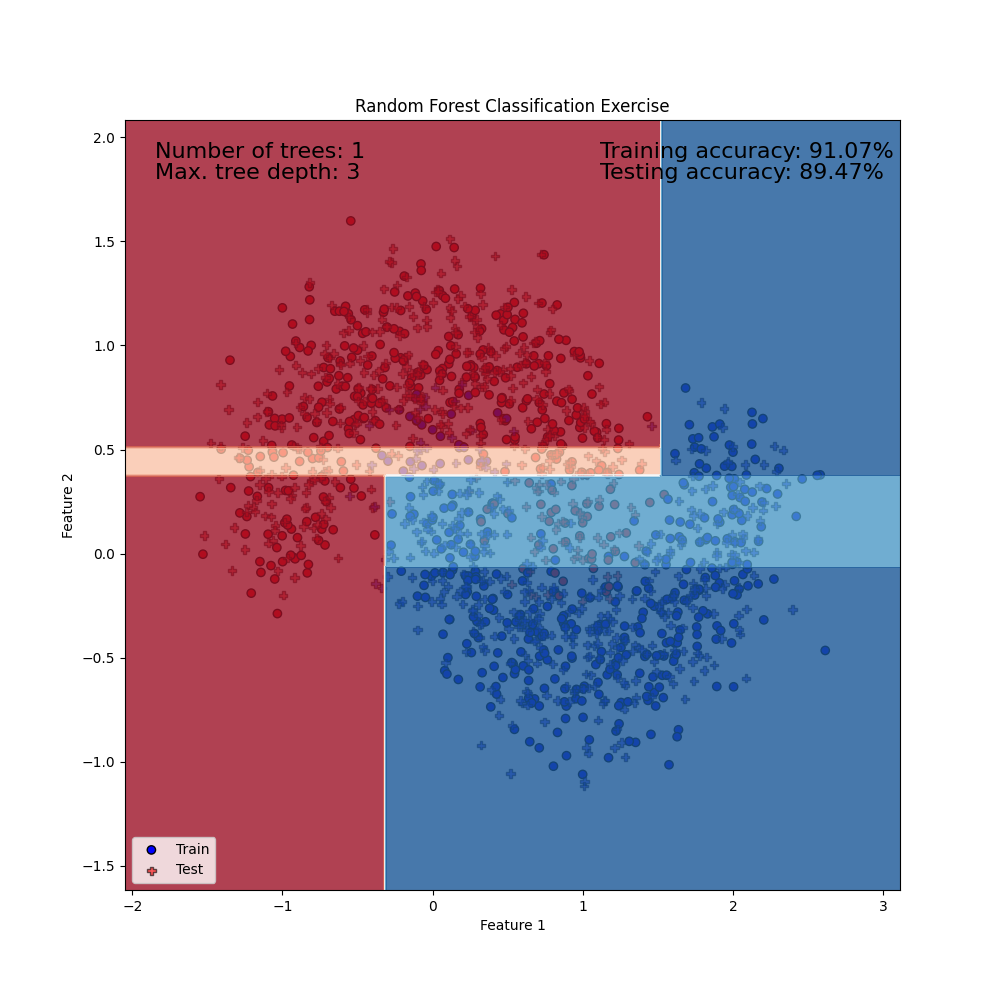 Random Forest Classification Exercise
Number of trees: 1
Max. tree depth: 3
Training accuracy: 91.07%
Testing accuracy: 89.47%
2.0
1.5
1.0
0.5
0.0
−0.5
−1.0
−1.5
Feature 2
Train
Test
−2 −1 0 1 2 3
Feature 1